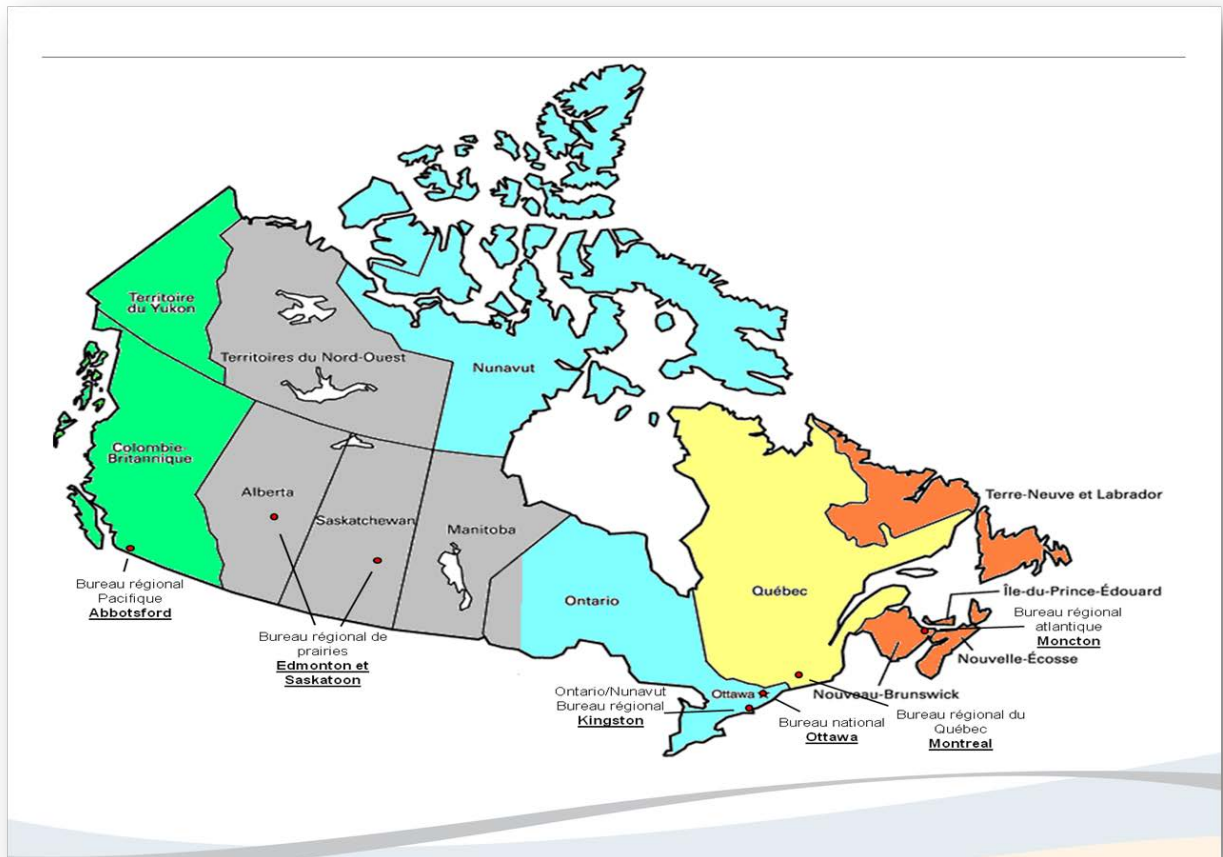 Territoire
du Yukon
Territoires du Nord-Ouest
Nunavut
Colombie-
Britannique
Alberta
Saskatchewan
Manitoba
Ontario
Québec
Terre-Neuve et Labrador
Île-du-Prince-Édouard
Bureau régional
atlantique
Moncton
Nouvelle-Écosse
Nouveau-Brunswick
Bureau régional
Pacifique
Abbotsford
Bureau régional de
prairies
Edmonton et
Saskatoon
Ontario/Nunavut
Bureau régional
Kingston
Ottawa
Bureau national
Ottawa
Bureau régional du
Québec
Montreal